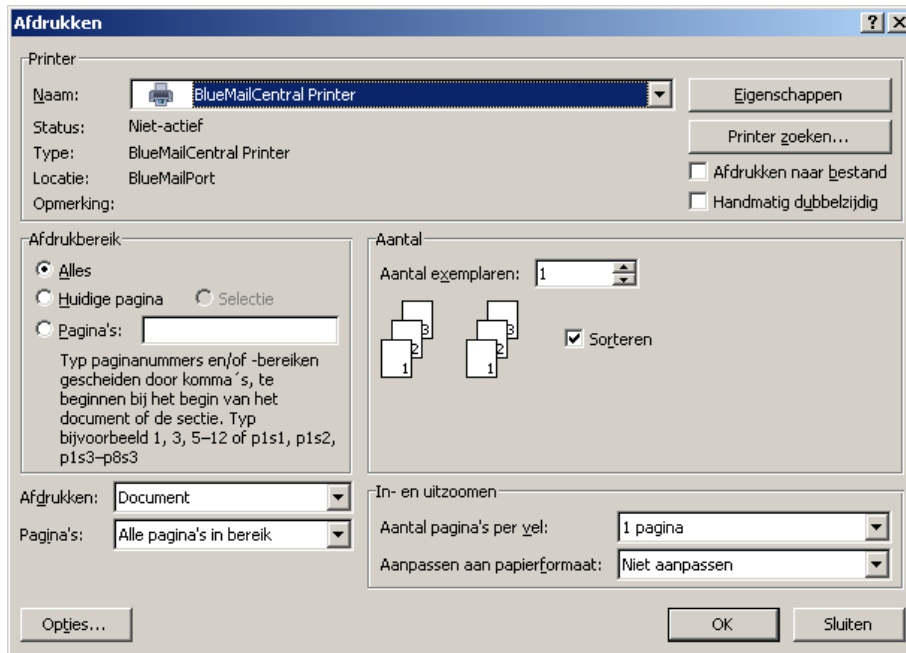 Afdrukken
Printer
Naam:
BlueMailCentral Printer
Eigenschappen
Status:
Niet-actief
Printer zoeken...
Type:
BlueMailCentral Printer
Locatie:
BlueMailPort
Afdrukken naar bestand
Opmerking:
Handmatig dubbelzijdig
Afdrukbereik
Alles
Huidige pagina
Selectie
Pagina's:
Typ paginanummers en/of -bereiken
gescheiden door komma´s, te
beginnen bij het begin van het
document of de sectie. Typ
bijvoorbeeld 1, 3, 5–12 of p1s1, p1s2,
p1s3–p8s3
Aantal
Aantal exemplaren:
1
3
2
1
3
2
1
Sorteren
Afdrukken:
Document
Pagina's:
Alle pagina's in bereik
In- en uitzoomen
Aantal pagina's per vel:
1 pagina
Aanpassen aan papierformaat:
Niet aanpassen
Opties...
OK
Sluiten